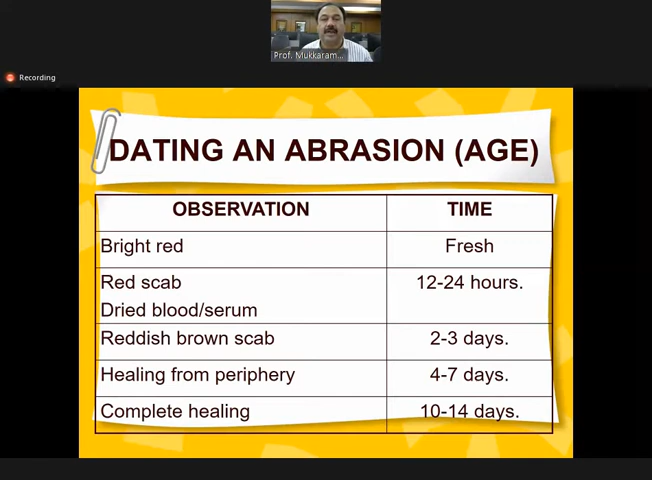 Prof. Mukkaram...
Recording
DATING AN ABRASION (AGE)
OBSERVATION TIME
Bright red Fresh
Red scab 12-24 hours.
Dried blood/serum
Reddish brown scab 2-3 days.
Healing from periphery 4-7 days.
Complete healing 10-14 days.